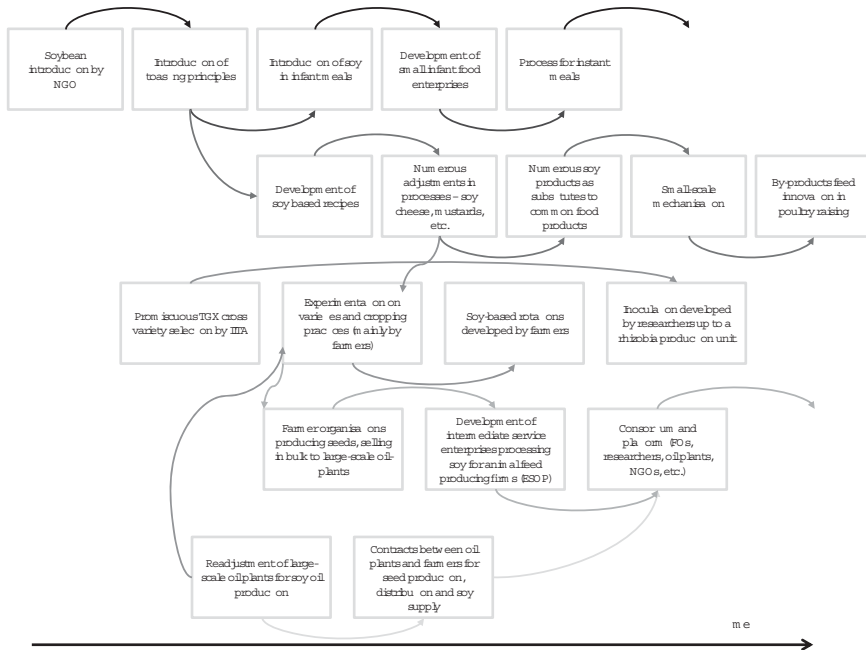 Soybean
introduc on by
NGO
Introduc on of
toas ng principles
Introduc on of soy
in infant meals
Development of
small infant food
enterprises
Process for instant
meals
Development of
soy based recipes
Numerous
adjustments in
processes – soy
cheese, mustards,
etc.
Numerous soy
products as
subs tutes to
common food
products
Small-scale
mechanisa on
By-products feed
innova on in
poultry raising
Promiscuous TGX cross
variety selec on by IITA
Experimenta on on
varie es and cropping
prac ces (mainly by
farmers)
Soy-based rota ons
developed by farmers
Inocula on developed
by researchers up to a
rhizobia produc on unit
Farmer organisa ons
producing seeds, selling
in bulk to large-scale oil-
plants
Development of
intermediate service
enterprises processing
soy for animal feed
producing firms (ESOP)
Consor um and
pla orm (FOs,
researchers, oil plants,
NGOs, etc.)
Readjustment of large-
scale oil plants for soy oil
produc on
Contracts between oil
plants and farmers for
seed produc on,
distribu on and soy
supply
me